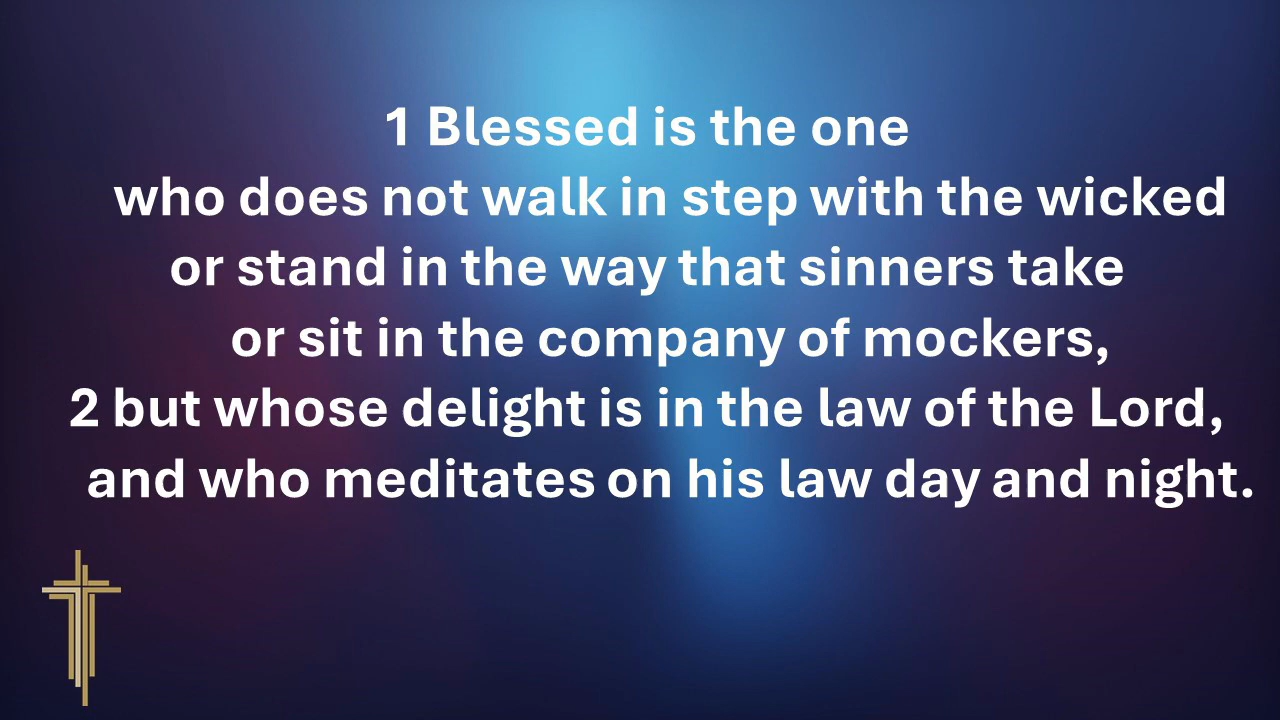 1 Blessed is the one
who does not walk in step with the wicked
or stand in the way that sinners take
or sit in the company of mockers,
2 but whose delight is in the law of the Lord,
and who meditates on his law day and night.